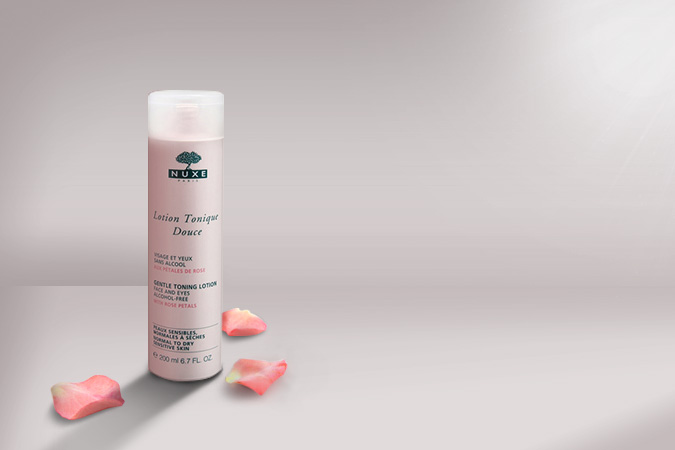 NUXE
PARIS
Lotion Tonique
Douce
VISAGE ET YEUX
SANS ALCOOL
AUX PÉTALES DE ROSE
GENTLE TONING LOTION
FACE AND EYES
ALCOHOL-FREE
WITH ROSE PETALS
PEAUX SENSIBLES,
NORMALES À SÈCHES
NORMAL TO DRY
SENSITIVE SKIN
℮ 200 ml 6.7 FL. OZ.